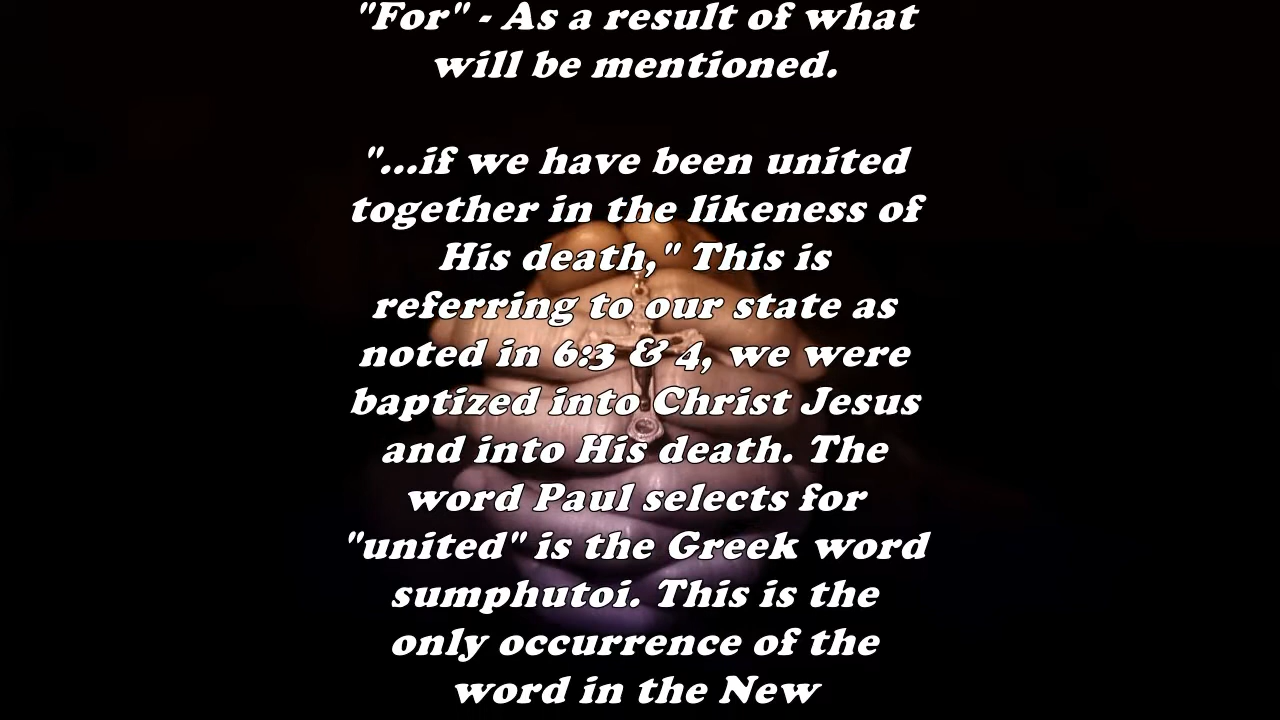 "For" - As a result of what
will be mentioned.
"...if we have been united
together in the likeness of
His death," This is
referring to our state as
noted in 6:3 & 4, we were
baptized into Christ Jesus
and into His death. The
word Paul selects for
"united" is the Greek word
sumphutoi. This is the
only occurrence of the
word in the New